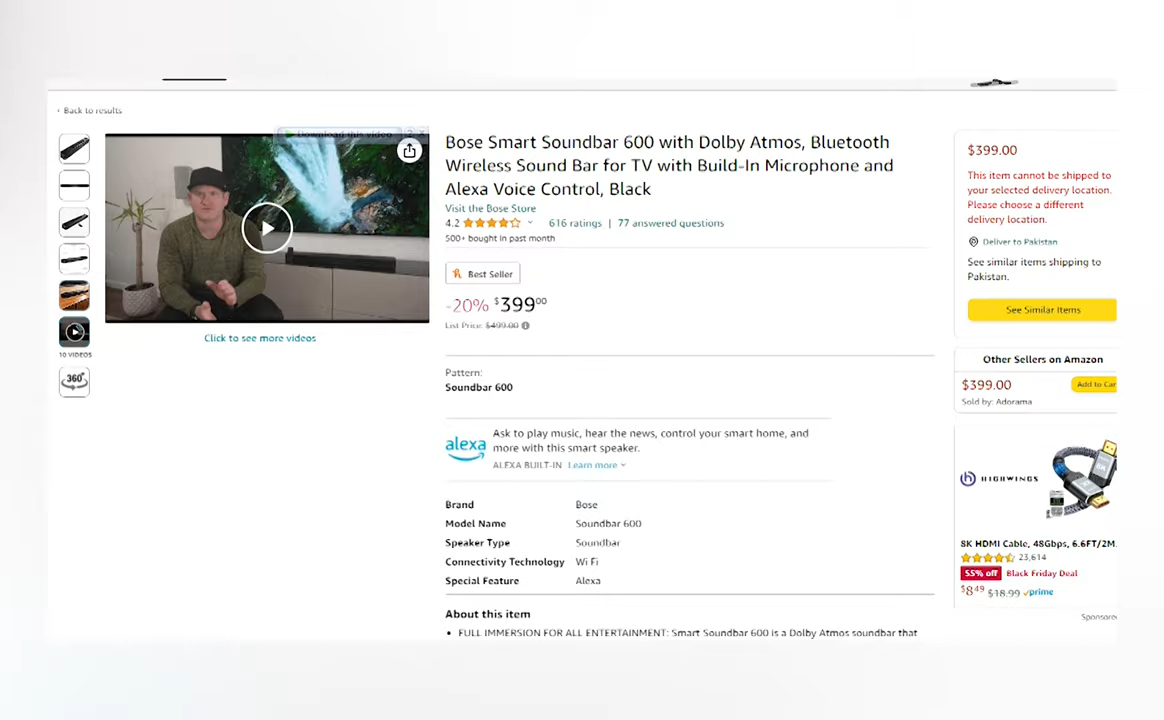 ‹ Back to results
Download this video ? X
10 VIDEOS
360°
Click to see more videos
Bose Smart Soundbar 600 with Dolby Atmos, Bluetooth
Wireless Sound Bar for TV with Build-In Microphone and
Alexa Voice Control, Black
Visit the Bose Store
4.2 616 ratings | 77 answered questions
500+ bought in past month
Best Seller
-20% $399.00
List Price: $499.00
Pattern:
Soundbar 600
alexa
Ask to play music, hear the news, control your smart home, and
more with this smart speaker.
ALEXA BUILT-IN Learn more
Brand Bose
Model Name Soundbar 600
Speaker Type Soundbar
Connectivity Technology Wi Fi
Special Feature Alexa
About this item
• FULL IMMERSION FOR ALL ENTERTAINMENT: Smart Soundbar 600 is a Dolby Atmos soundbar that
$399.00
This item cannot be shipped to
your selected delivery location.
Please choose a different
delivery location.
Deliver to Pakistan
See similar items shipping to
Pakistan.
See Similar Items
Other Sellers on Amazon
$399.00 Add to Car
Sold by: Adorama
HIGHWINGS
8K HDMI Cable, 48Gbps, 6.6FT/2M
23,614
55% off Black Friday Deal
$8.49 $18.99 prime
Sponsored